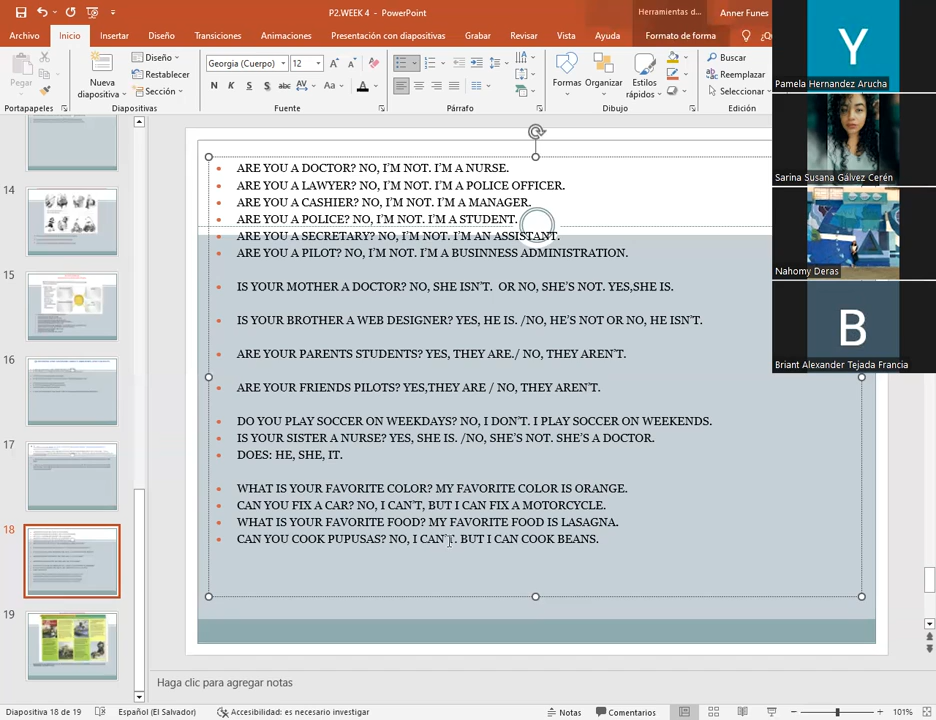 P2.WEEK 4 - PowerPoint
Herramientas d...
Anner Funes
Archivo Inicio Insertar Diseño Transiciones Animaciones Presentación con diapositivas Grabar Revisar Vista Ayuda Formato de forma
Pegar
Nueva diapositiva
Diseño
Restablecer
Sección
Georgia (Cuerpo) 12
N K S S abc AV Aa A
Formas Organizar Estilos rápidos
Buscar
Reemplazar
Seleccionar
Portapapeles Diapositivas Fuente Párrafo Dibujo Edición
Y
Pamela Hernandez Arucha
Sarina Susana Gálvez Cerén
Nahomy Deras
B
Briant Alexander Tejada Francia
14
15
16
17
18
19
• ARE YOU A DOCTOR? NO, I'M NOT. I'M A NURSE.
• ARE YOU A LAWYER? NO, I'M NOT. I'M A POLICE OFFICER.
• ARE YOU A CASHIER? NO, I'M NOT. I'M A MANAGER.
• ARE YOU A POLICE? NO, I'M NOT. I'M A STUDENT.
• ARE YOU A SECRETARY? NO, I'M NOT. I'M AN ASSISTANT.
• ARE YOU A PILOT? NO, I'M NOT. I'M A BUSINNESS ADMINISTRATION.
• IS YOUR MOTHER A DOCTOR? NO, SHE ISN'T. OR NO, SHE'S NOT. YES,SHE IS.
• IS YOUR BROTHER A WEB DESIGNER? YES, HE IS. /NO, HE'S NOT OR NO, HE ISN'T.
• ARE YOUR PARENTS STUDENTS? YES, THEY ARE./ NO, THEY AREN'T.
• ARE YOUR FRIENDS PILOTS? YES,THEY ARE / NO, THEY AREN'T.
• DO YOU PLAY SOCCER ON WEEKDAYS? NO, I DON'T. I PLAY SOCCER ON WEEKENDS.
• IS YOUR SISTER A NURSE? YES, SHE IS. /NO, SHE'S NOT. SHE'S A DOCTOR.
• DOES: HE, SHE, IT.
• WHAT IS YOUR FAVORITE COLOR? MY FAVORITE COLOR IS ORANGE.
• CAN YOU FIX A CAR? NO, I CAN'T, BUT I CAN FIX A MOTORCYCLE.
• WHAT IS YOUR FAVORITE FOOD? MY FAVORITE FOOD IS LASAGNA.
• CAN YOU COOK PUPUSAS? NO, I CAN'T. BUT I CAN COOK BEANS.
Haga clic para agregar notas
Diapositiva 18 de 19 Español (El Salvador) Accesibilidad: es necesario investigar Notas Comentarios 101%